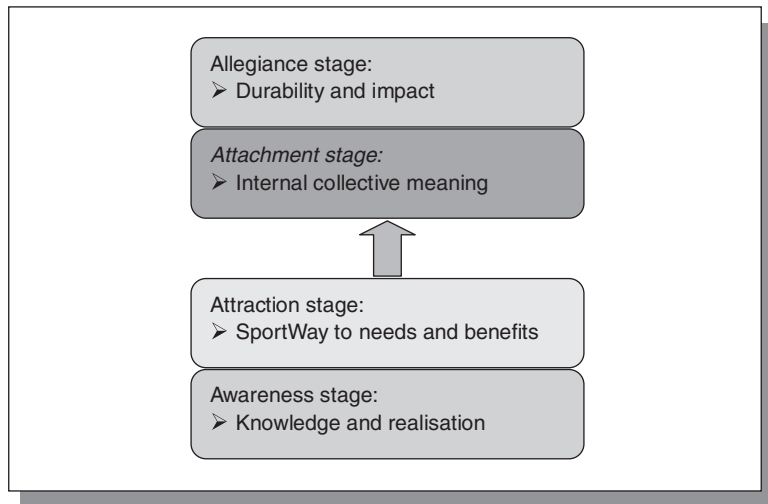 Allegiance stage:
➢ Durability and impact
Attachment stage:
➢ Internal collective meaning
Attraction stage:
➢ SportWay to needs and benefits
Awareness stage:
➢ Knowledge and realisation